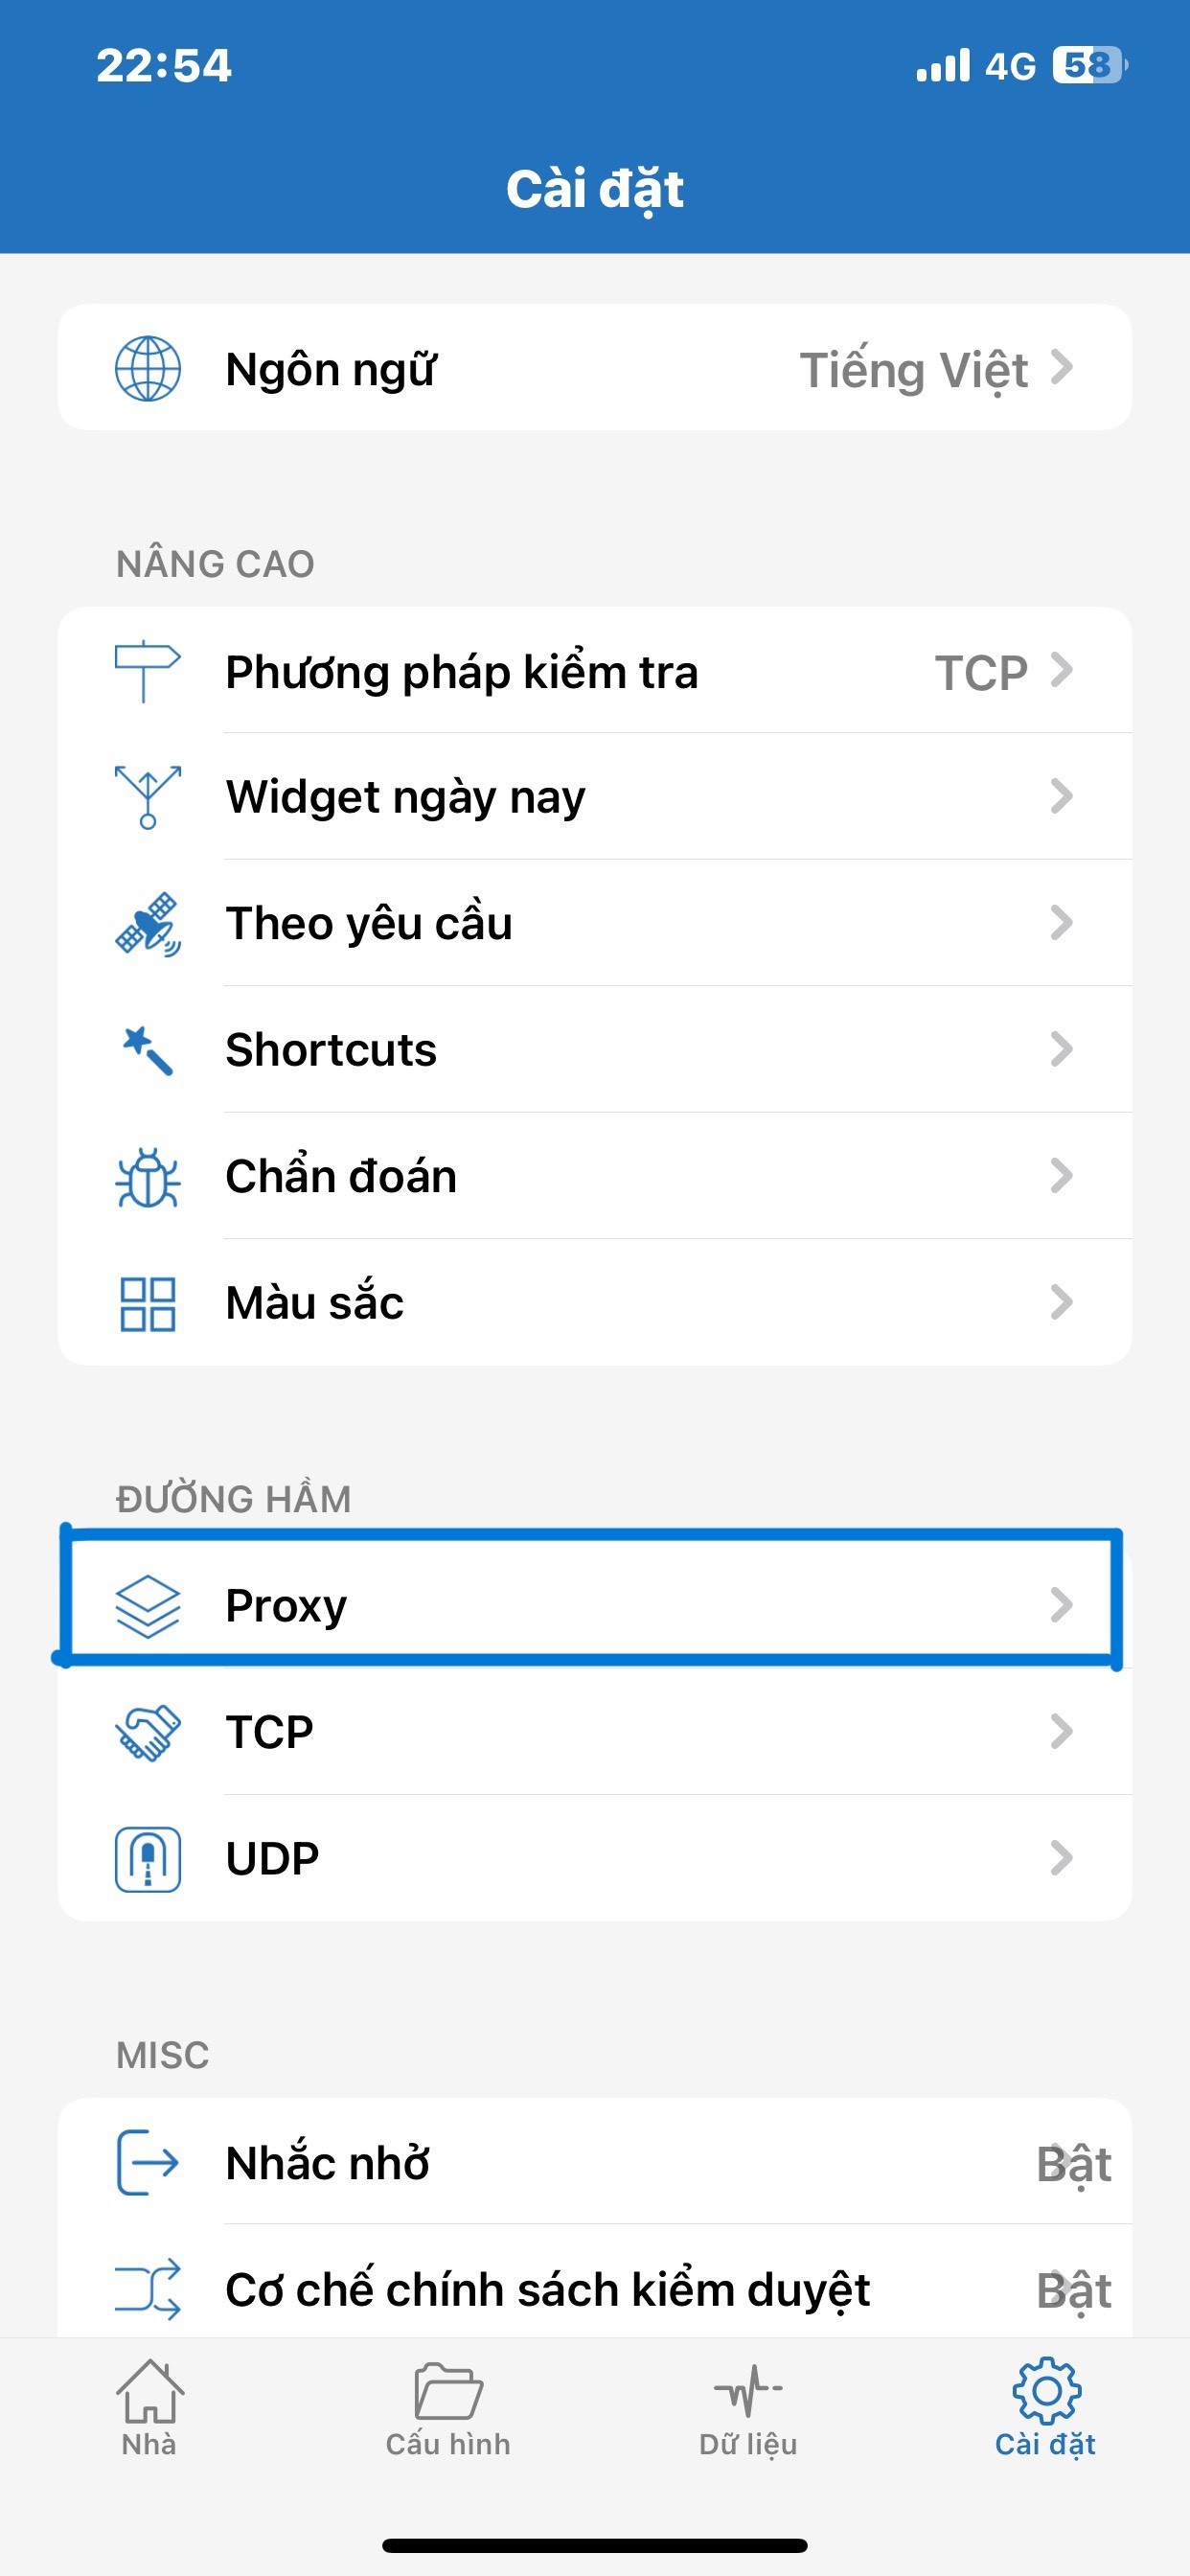 22:54 4G 58
Cài đặt
Ngôn ngữ Tiếng Việt
NÂNG CAO
Phương pháp kiểm tra TCP
Widget ngày nay
Theo yêu cầu
Shortcuts
Chẩn đoán
Màu sắc
ĐƯỜNG HẦM
Proxy
TCP
UDP
MISC
Nhắc nhở Bật
Cơ chế chính sách kiểm duyệt Bật
Nhà Cấu hình Dữ liệu Cài đặt